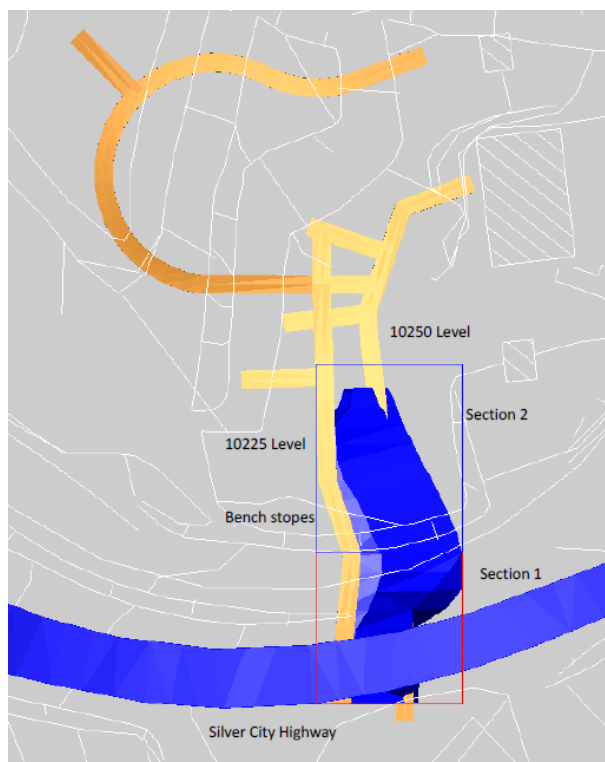 10250 Level
Section 2
10225 Level
Bench stopes
Section 1
Silver City Highway